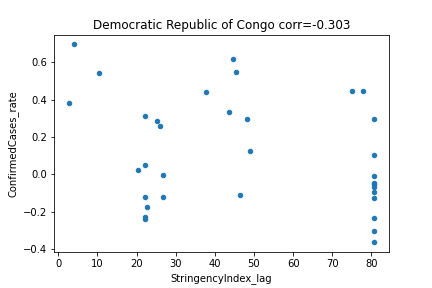 Democratic Republic of Congo corr=-0.303
ConfirmedCases_rate
0.6
0.4
0.2
0.0
−0.2
−0.4
0 10 20 30 40 50 60 70 80
StringencyIndex_lag